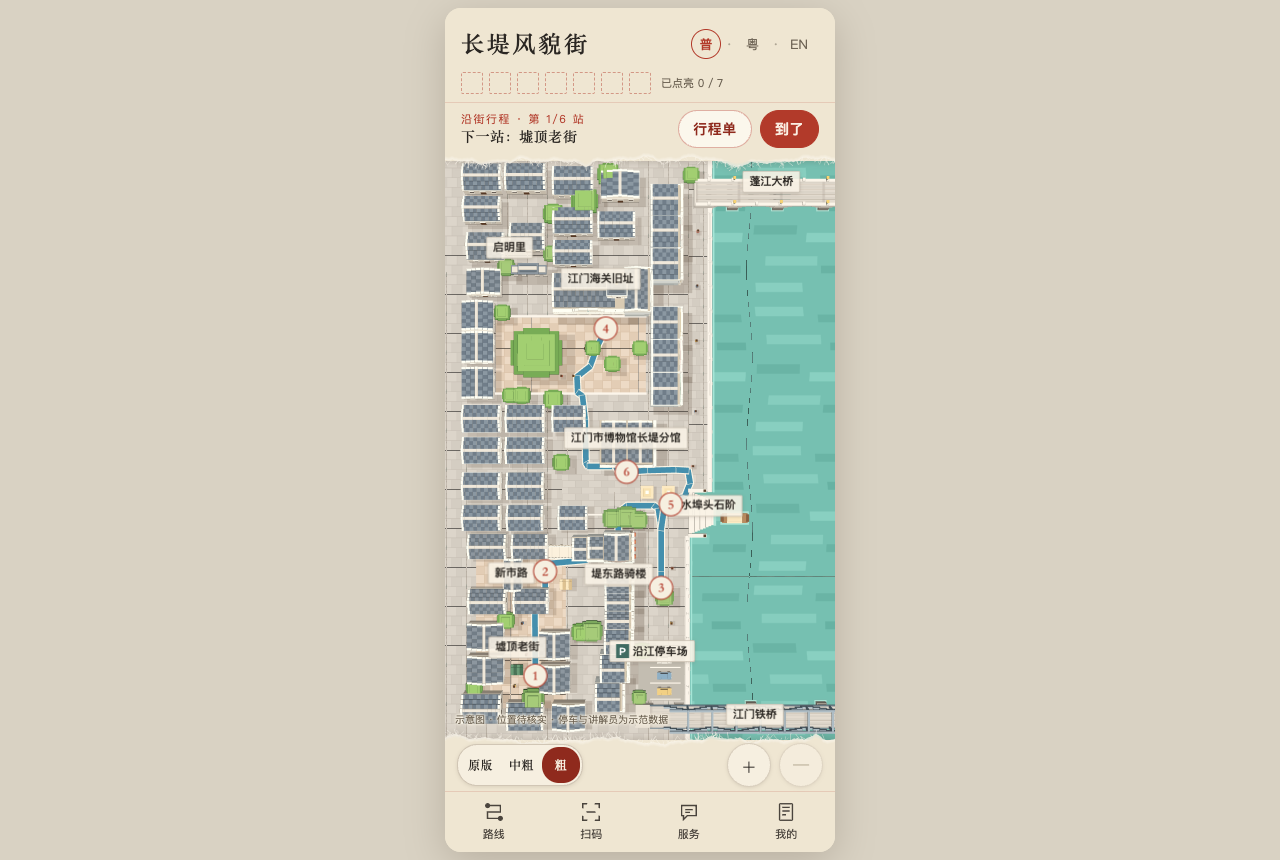 长堤风貌街
普 · 粤 · EN
已点亮 0 / 7
沿街行程 · 第 1/6 站
下一站：墟顶老街
行程单
到了
蓬江大桥
启明里
江门海关旧址
4
江门市博物馆长堤分馆
6
5
水埠头石阶
新市路
2
堤东路骑楼
3
墟顶老街
P 沿江停车场
1
江门铁桥
示意图 · 位置待核实 · 停车与讲解员为示范数据
原版
中粗
粗
+
—
路线
扫码
服务
我的